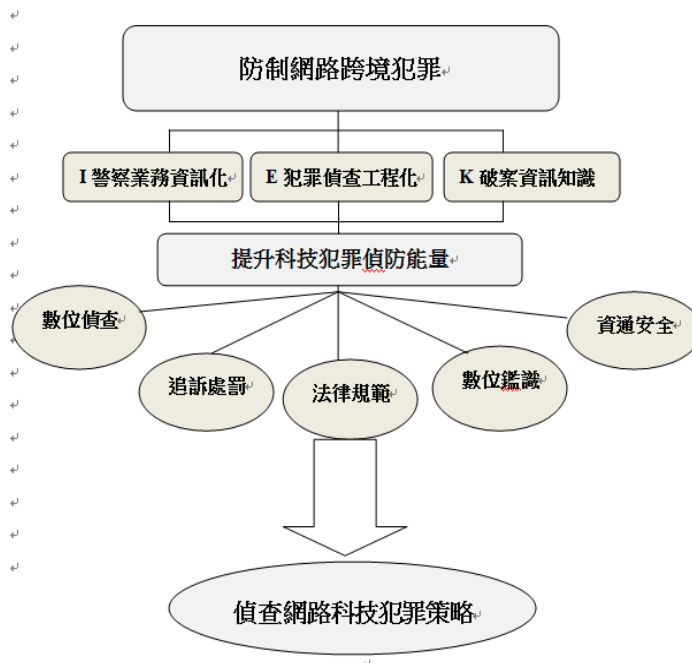 防制網路跨境犯罪
I 警察業務資訊化
E 犯罪偵查工程化
K 破案資訊知識
提升科技犯罪偵防能量
數位偵查
追訴處罰
法律規範
數位鑑識
資通安全
偵查網路科技犯罪策略